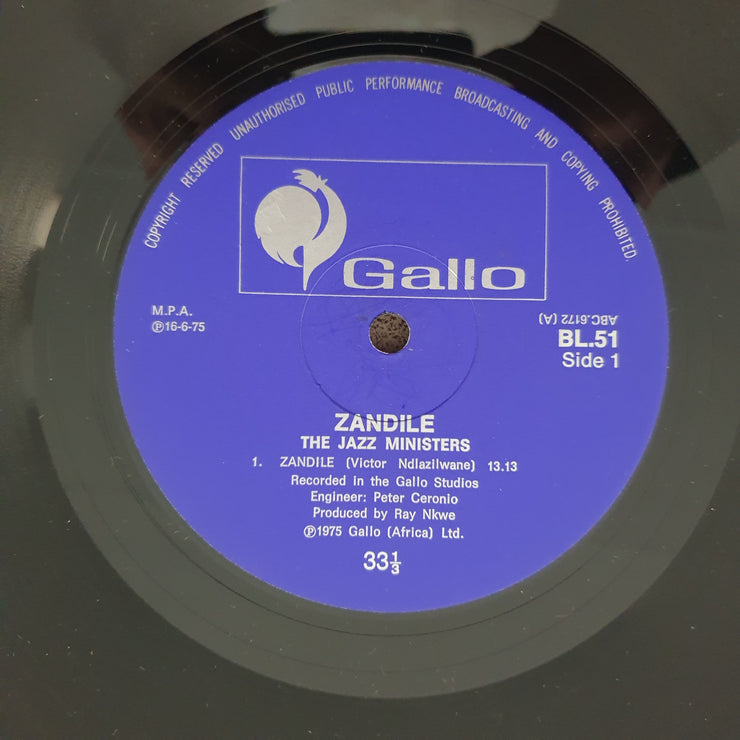 COPYRIGHT RESERVED UNAUTHORISED PUBLIC PERFORMANCE BROADCASTING AND COPYING PROHIBITED.
Gallo
M.P.A.
℗16-6-75
ABC.6172 (A)
BL.51
Side 1
ZANDILE
THE JAZZ MINISTERS
1. ZANDILE (Victor Ndlazilwane) 13.13
Recorded in the Gallo Studios
Engineer: Peter Ceronio
Produced by Ray Nkwe
℗1975 Gallo (Africa) Ltd.
33⅓